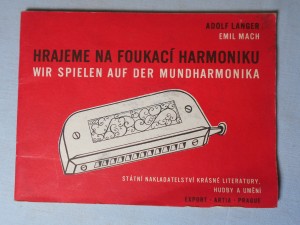 ADOLF LANGER
EMIL MACH
HRAJEME NA FOUKACÍ HARMONIKU
WIR SPIELEN AUF DER MUNDHARMONIKA
STÁTNÍ NAKLADATELSTVÍ KRÁSNÉ LITERATURY,
HUDBY A UMĚNÍ
EXPORT - ARTIA - PRAGUE